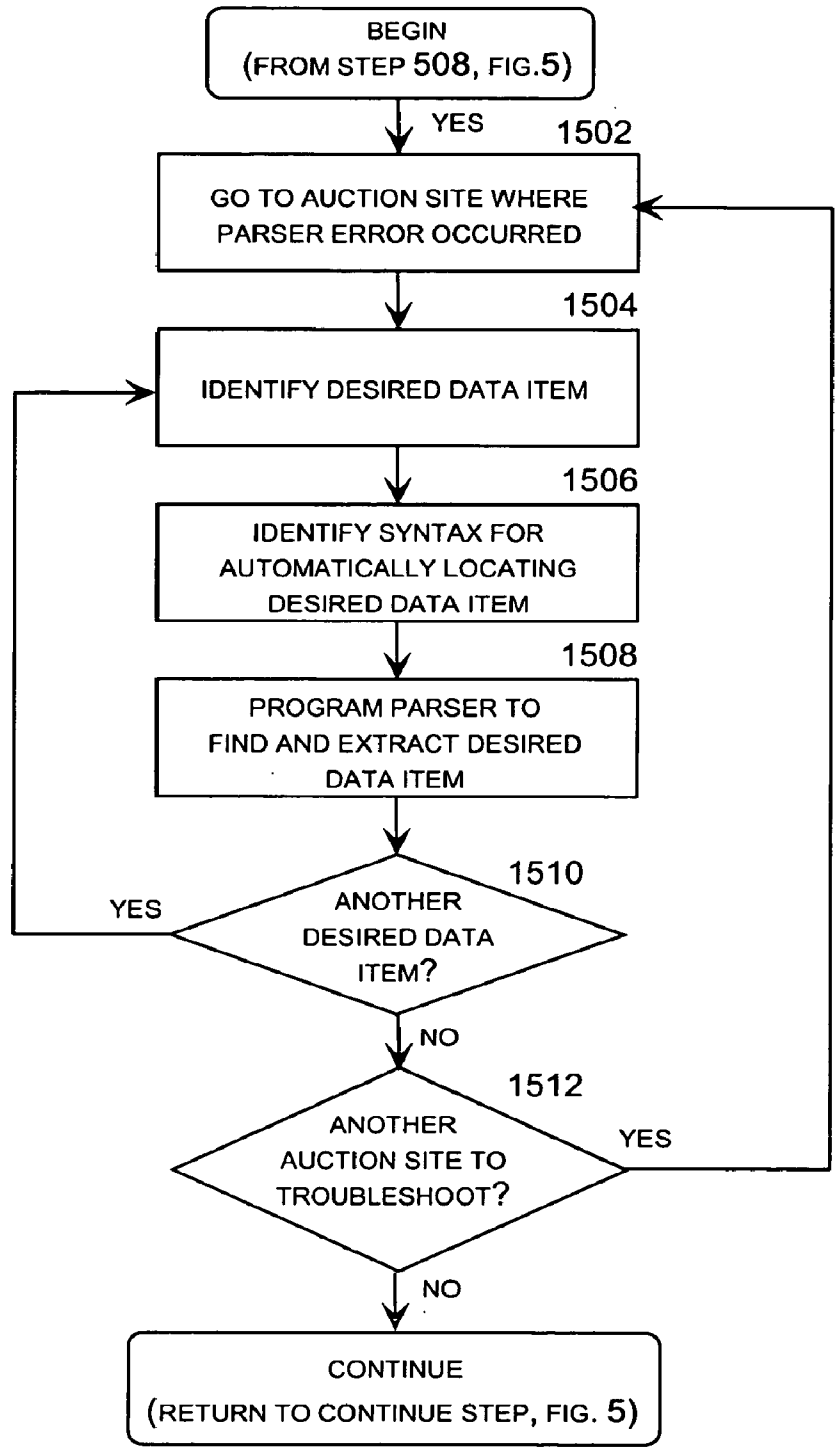 BEGIN
(FROM STEP 508, FIG.5)
YES
1502
GO TO AUCTION SITE WHERE
PARSER ERROR OCCURRED
1504
IDENTIFY DESIRED DATA ITEM
1506
IDENTIFY SYNTAX FOR
AUTOMATICALLY LOCATING
DESIRED DATA ITEM
1508
PROGRAM PARSER TO
FIND AND EXTRACT DESIRED
DATA ITEM
1510
YES
ANOTHER
DESIRED DATA
ITEM?
NO
1512
ANOTHER
AUCTION SITE TO
TROUBLESHOOT?
YES
NO
CONTINUE
(RETURN TO CONTINUE STEP, FIG. 5)